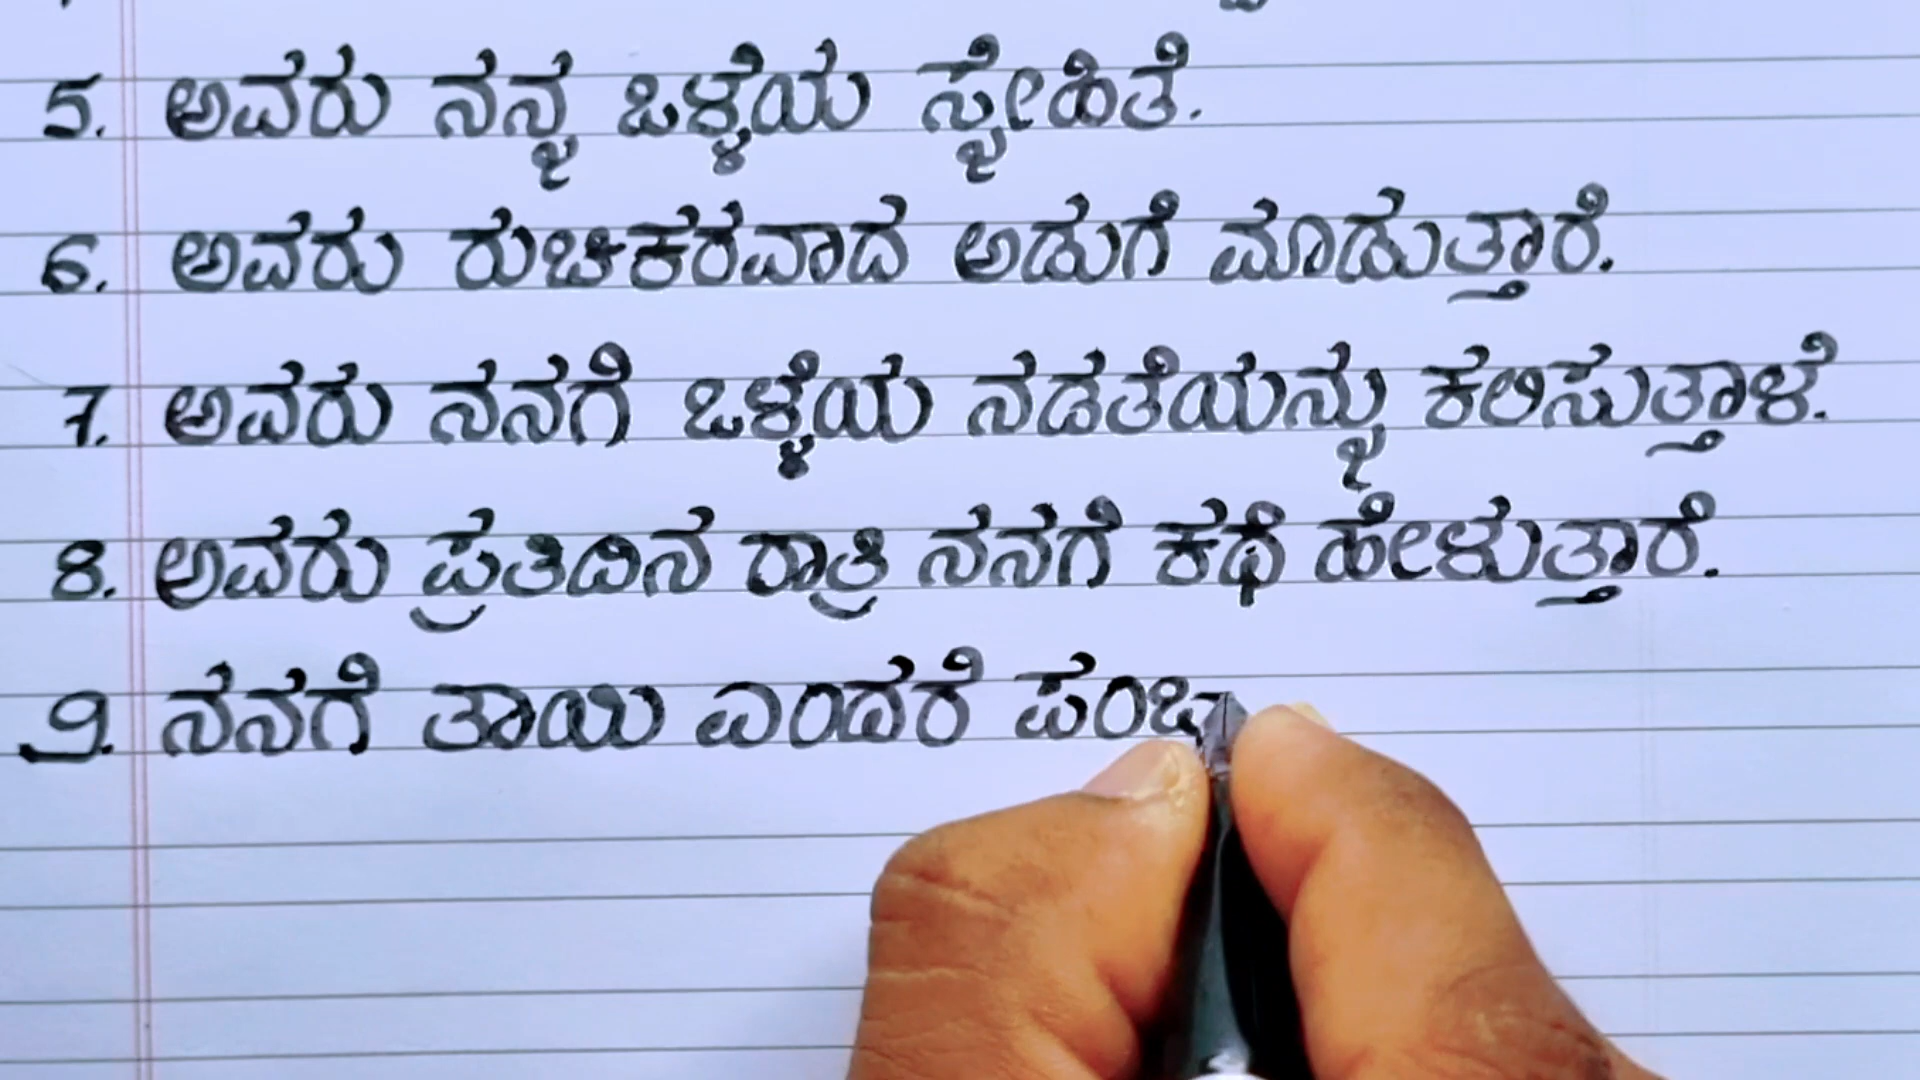 5. ಅವರು ನನ್ನ ಒಳ್ಳೆಯ ಸ್ನೇಹಿತೆ.
6. ಅವರು ರುಚಿಕರವಾದ ಅಡುಗೆ ಮಾಡುತ್ತಾರೆ.
7. ಅವರು ನನಗೆ ಒಳ್ಳೆಯ ನಡತೆಯನ್ನು ಕಲಿಸುತ್ತಾಳೆ.
8. ಅವರು ಪ್ರತಿದಿನ ರಾತ್ರಿ ನನಗೆ ಕಥೆ ಹೇಳುತ್ತಾರೆ.
9. ನನಗೆ ತಾಯಿ ಎಂದರೆ